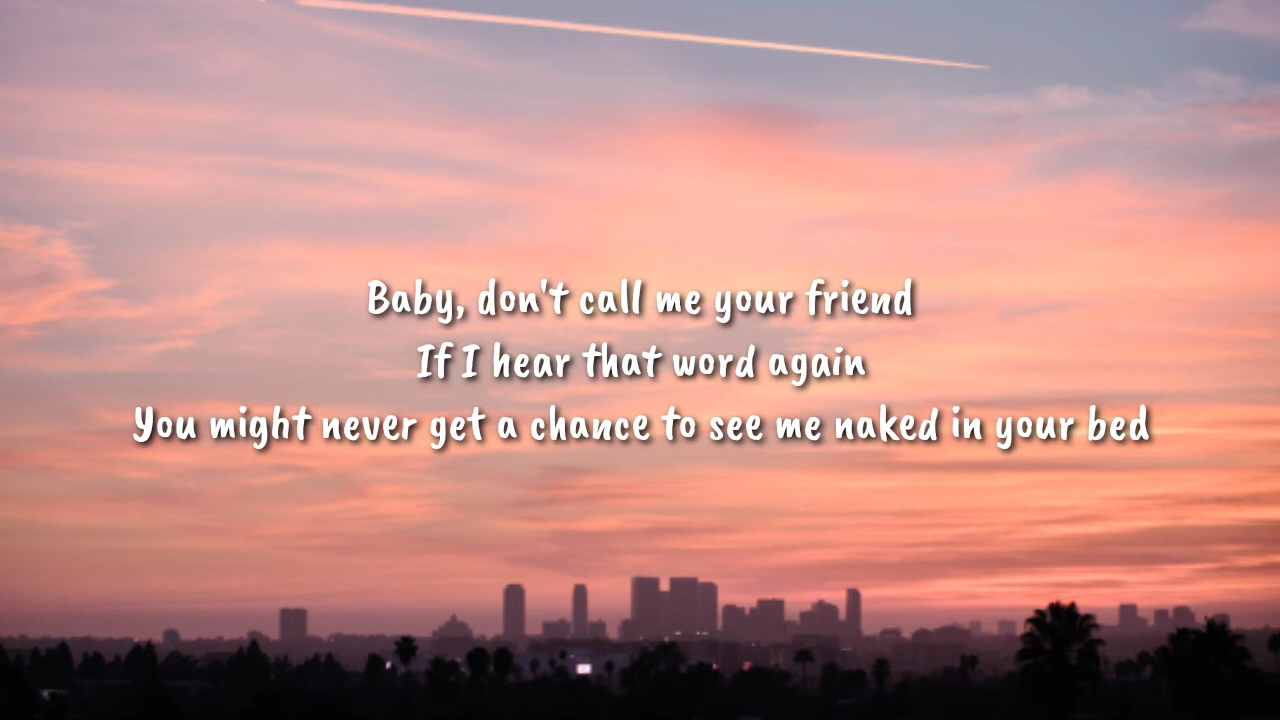 Baby, don't call me your friend
If I hear that word again
You might never get a chance to see me naked in your bed